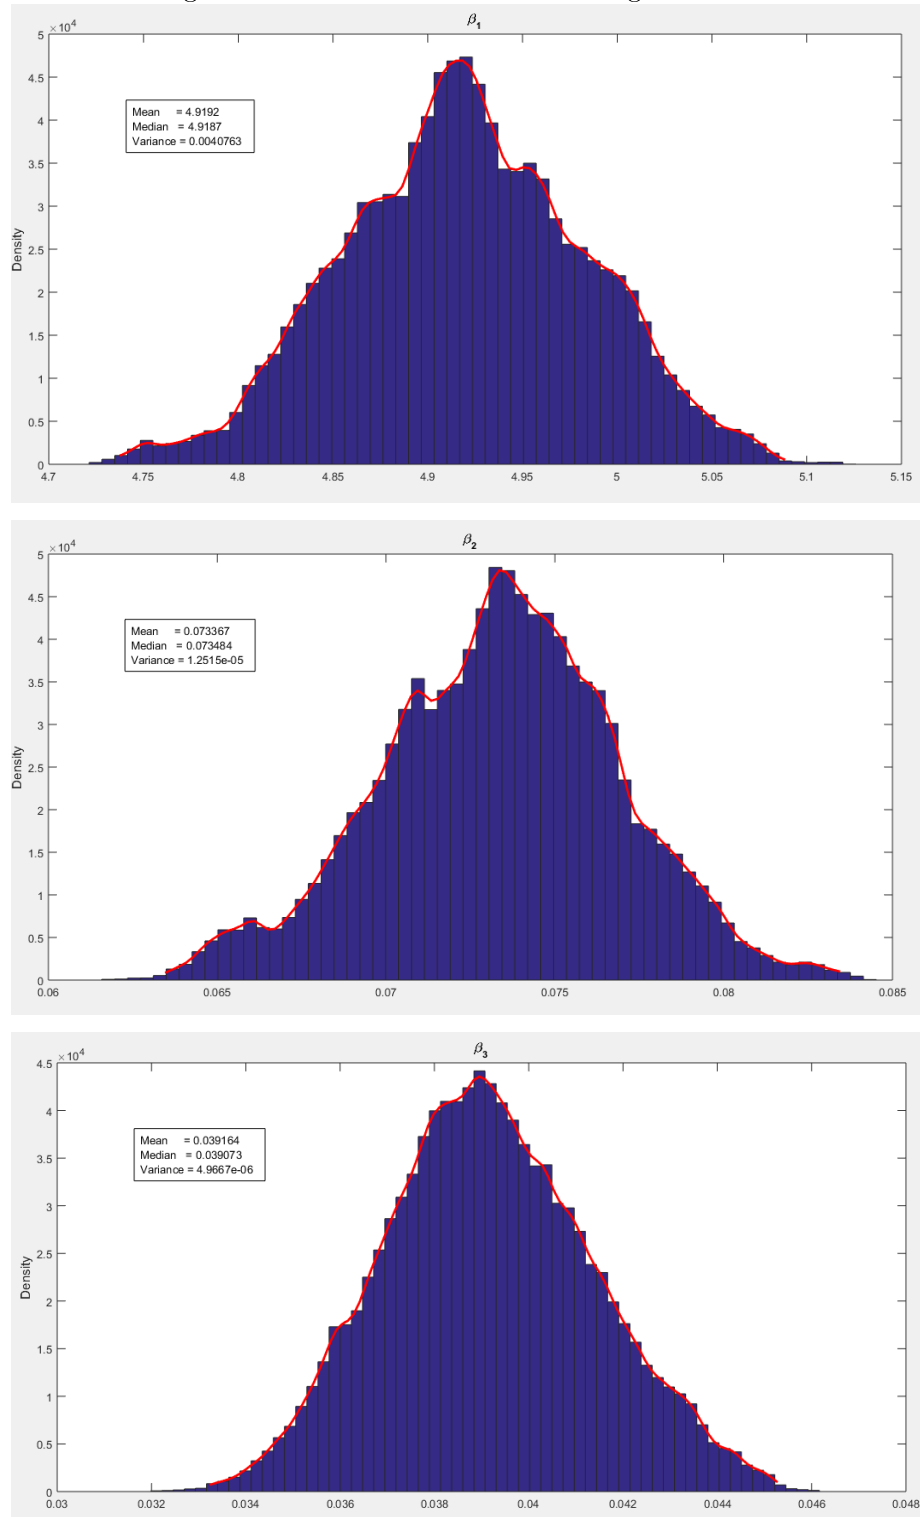 β1
×10^4
5
4.5
4
3.5
3
2.5
2
1.5
1
0.5
0
Density
Mean = 4.9192
Median = 4.9187
Variance = 0.0040763
4.7 4.75 4.8 4.85 4.9 4.95 5 5.05 5.1 5.15
β2
×10^4
5
4.5
4
3.5
3
2.5
2
1.5
1
0.5
0
Density
Mean = 0.073367
Median = 0.073484
Variance = 1.2515e-05
0.06 0.065 0.07 0.075 0.08 0.085
β3
×10^4
4.5
4
3.5
3
2.5
2
1.5
1
0.5
0
Density
Mean = 0.039164
Median = 0.039073
Variance = 4.9667e-06
0.03 0.032 0.034 0.036 0.038 0.04 0.042 0.044 0.046 0.048